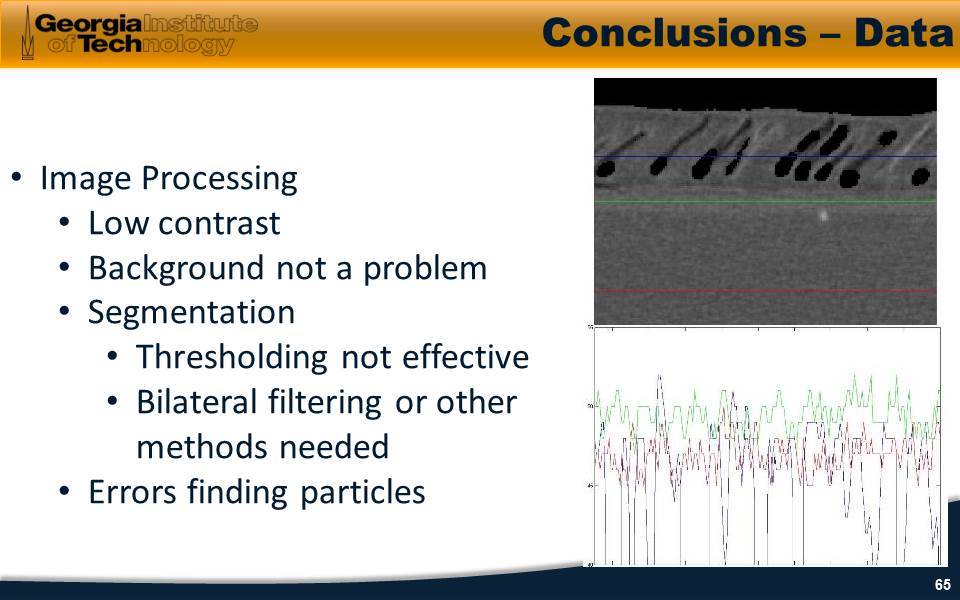 Georgia Institute
of Technology
Conclusions – Data
• Image Processing
• Low contrast
• Background not a problem
• Segmentation
• Thresholding not effective
• Bilateral filtering or other
methods needed
• Errors finding particles
65